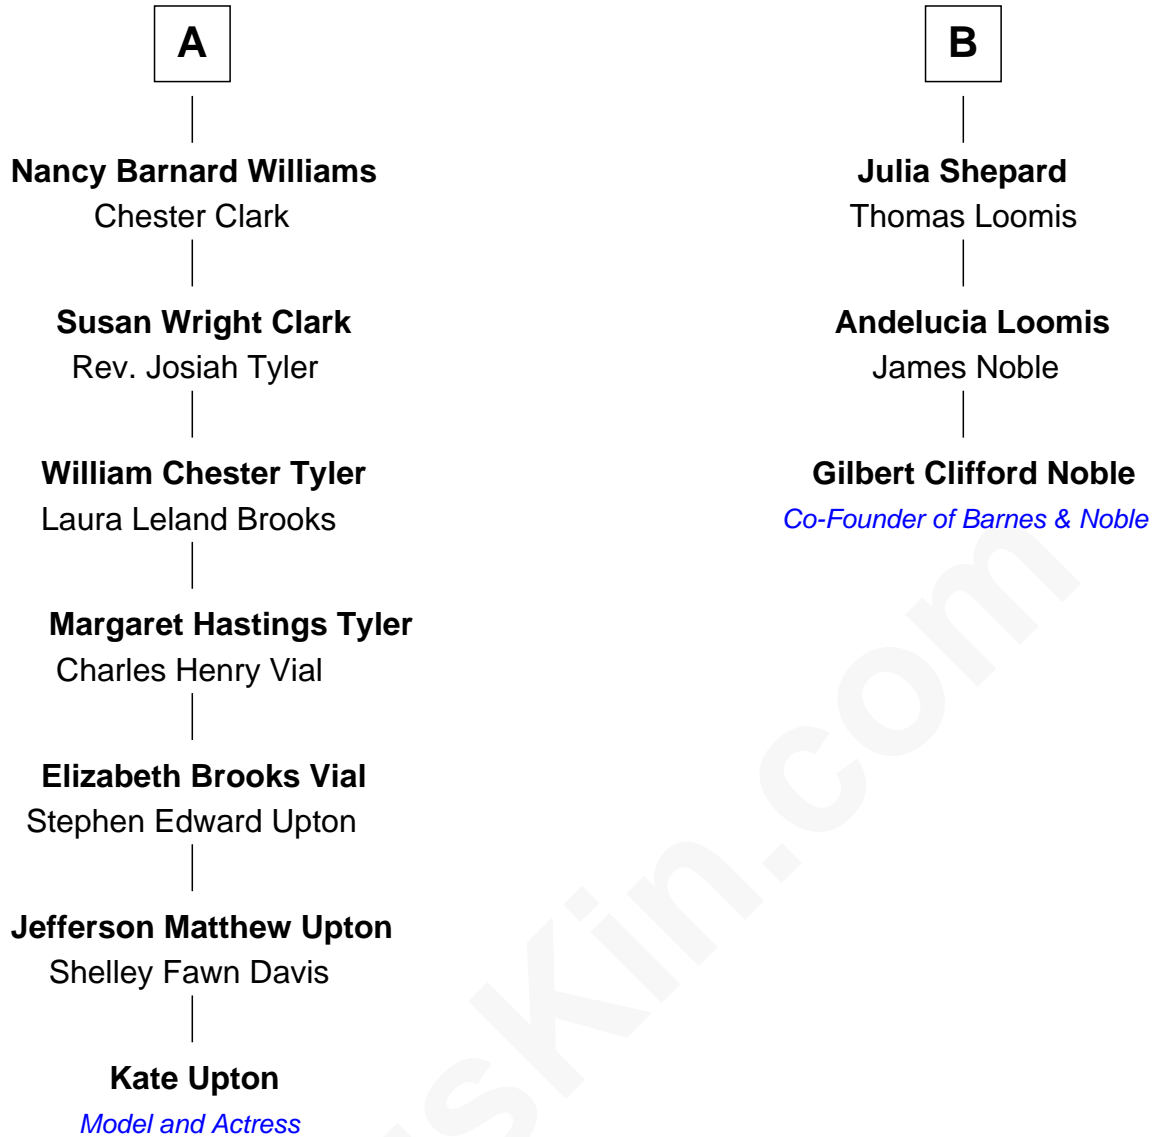 A
Nancy Barnard Williams
Chester Clark
Susan Wright Clark
Rev. Josiah Tyler
William Chester Tyler
Laura Leland Brooks
Margaret Hastings Tyler
Charles Henry Vial
Elizabeth Brooks Vial
Stephen Edward Upton
Jefferson Matthew Upton
Shelley Fawn Davis
Kate Upton
Model and Actress
B
Julia Shepard
Thomas Loomis
Andelucia Loomis
James Noble
Gilbert Clifford Noble
Co-Founder of Barnes & Noble
sKin.com